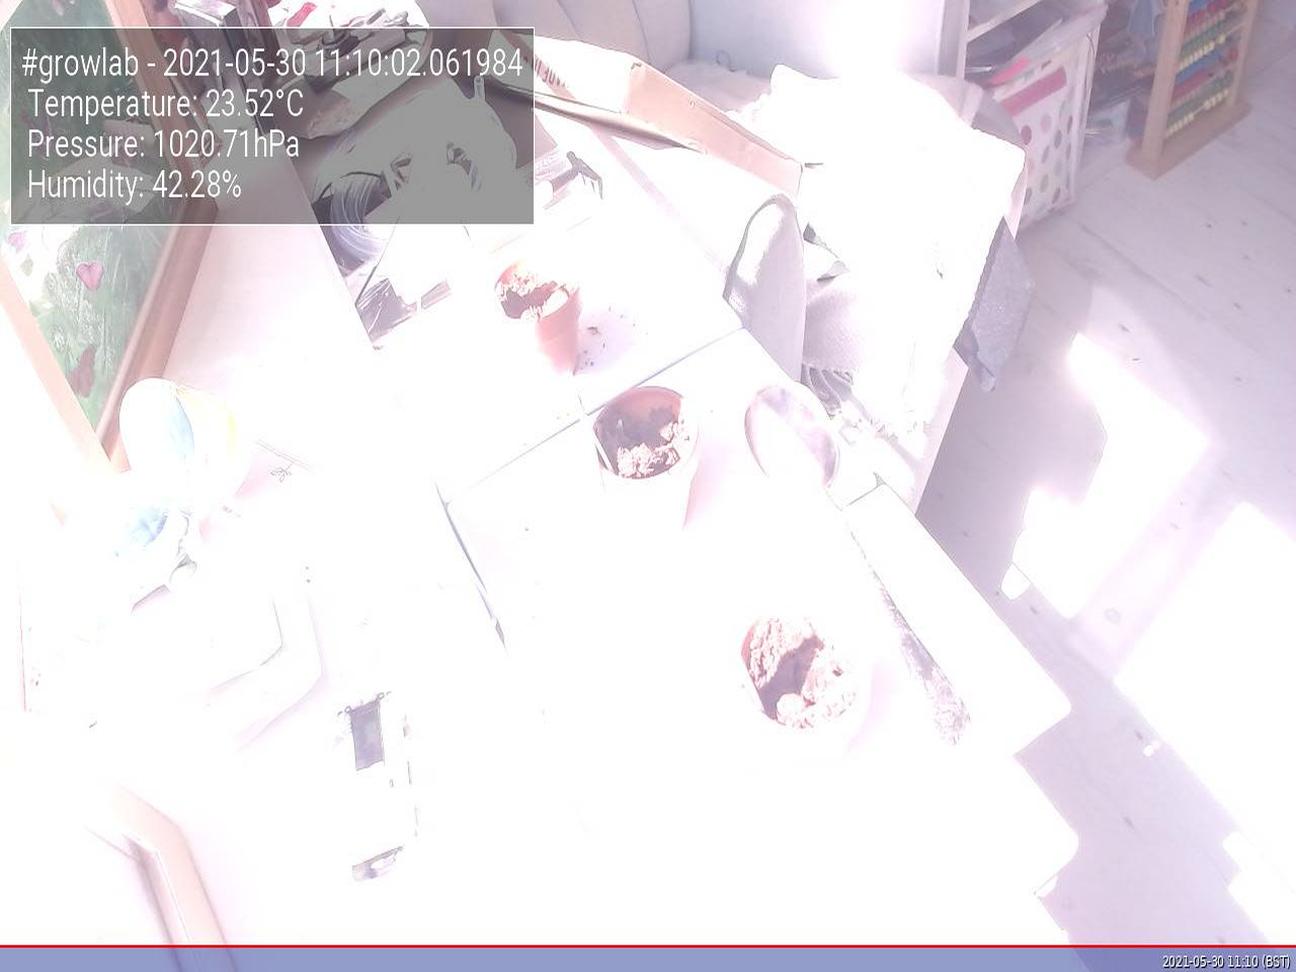 #growlab - 2021-05-30 11:10:02.061984
Temperature: 23.52°C
Pressure: 1020.71hPa
Humidity: 42.28%
2021-05-30 11:10 (BST)